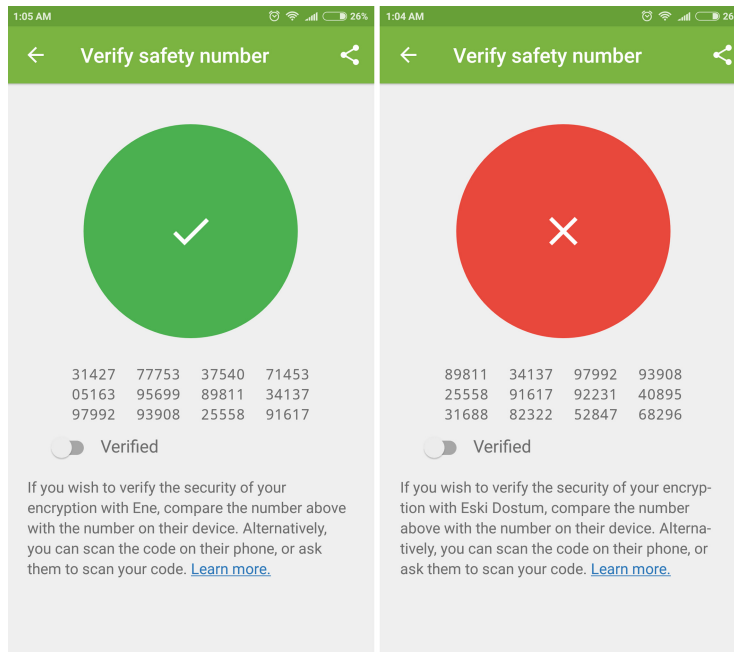 1:05 AM 26%
Verify safety number
31427 77753 37540 71453
05163 95699 89811 34137
97992 93908 25558 91617
Verified
If you wish to verify the security of your
encryption with Ene, compare the number above
with the number on their device. Alternatively,
you can scan the code on their phone, or ask
them to scan your code. Learn more.
1:04 AM 26
Verify safety number
89811 34137 97992 93908
25558 91617 92231 40895
31688 82322 52847 68296
Verified
If you wish to verify the security of your encryp-
tion with Eski Dostum, compare the number
above with the number on their device. Alterna-
tively, you can scan the code on their phone, or
ask them to scan your code. Learn more.